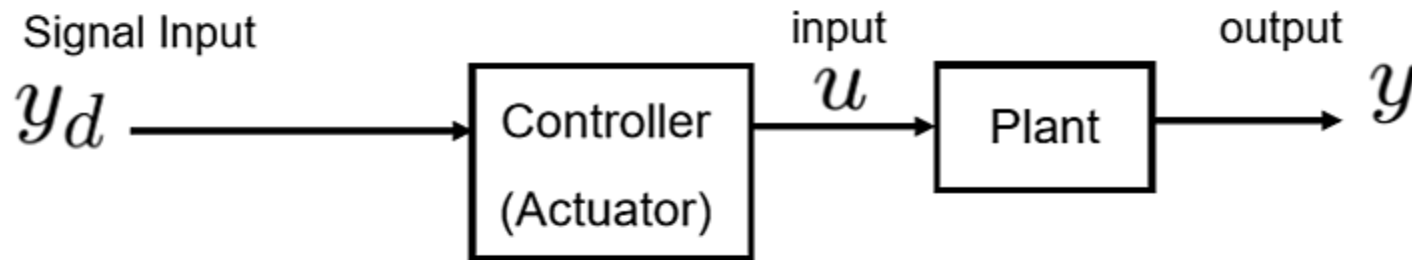 Signal Input
y_d
Controller
(Actuator)
input
u
Plant
output
y